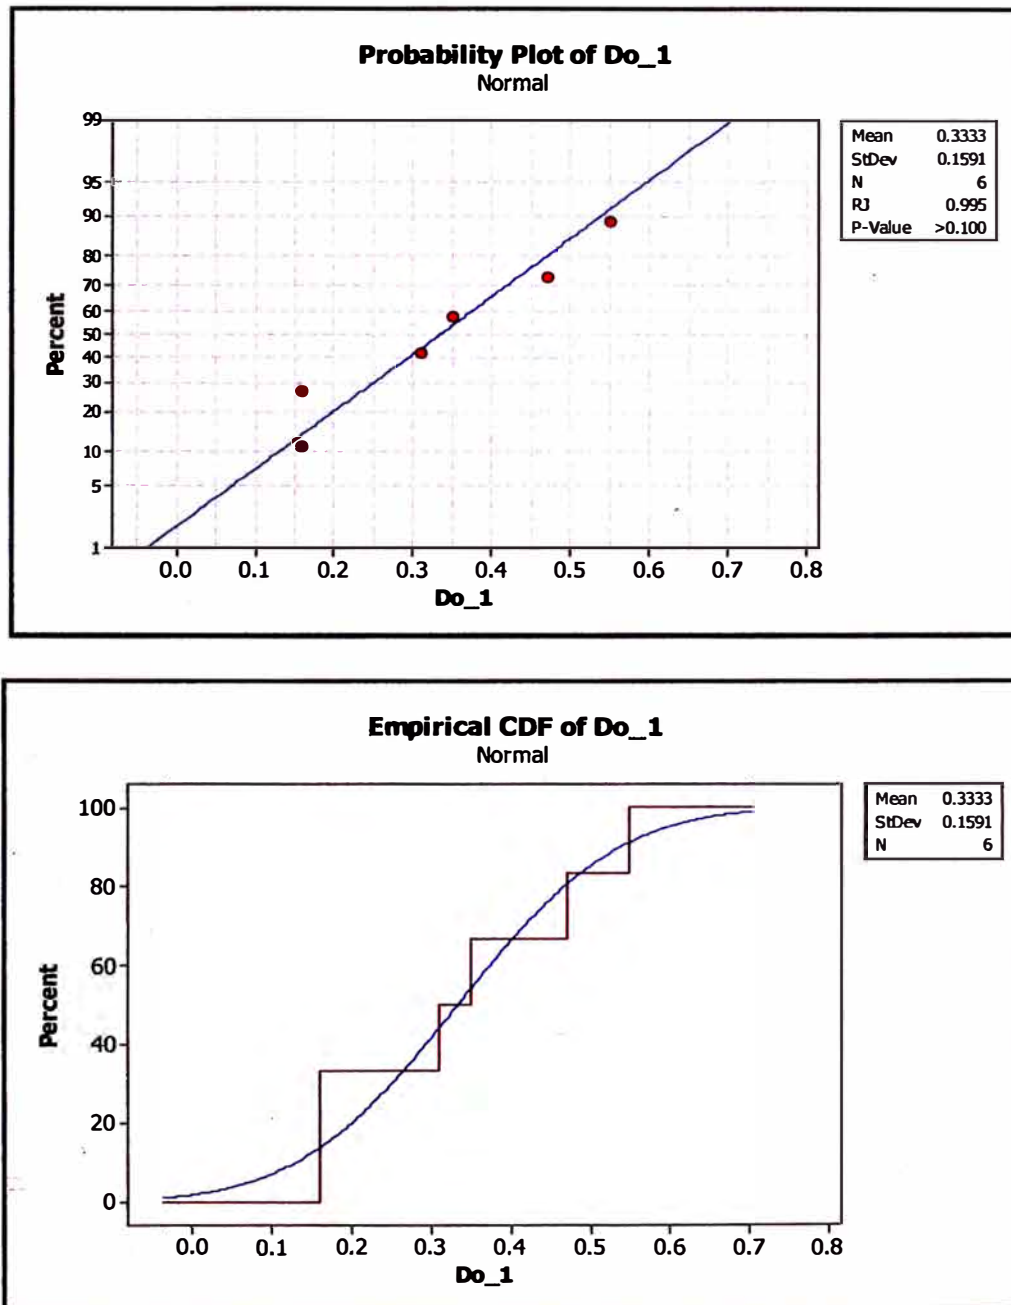 Probability Plot of Do_1
Normal
99
95
90
80
70
60
50
40
30
20
10
5
1
Percent
0.0 0.1 0.2 0.3 0.4 0.5 0.6 0.7 0.8
Do_1
Mean 0.3333
StDev 0.1591
N 6
RJ 0.995
P-Value >0.100
Empirical CDF of Do_1
Normal
100
80
60
40
20
0
Percent
0.0 0.1 0.2 0.3 0.4 0.5 0.6 0.7 0.8
Do_1
Mean 0.3333
StDev 0.1591
N 6